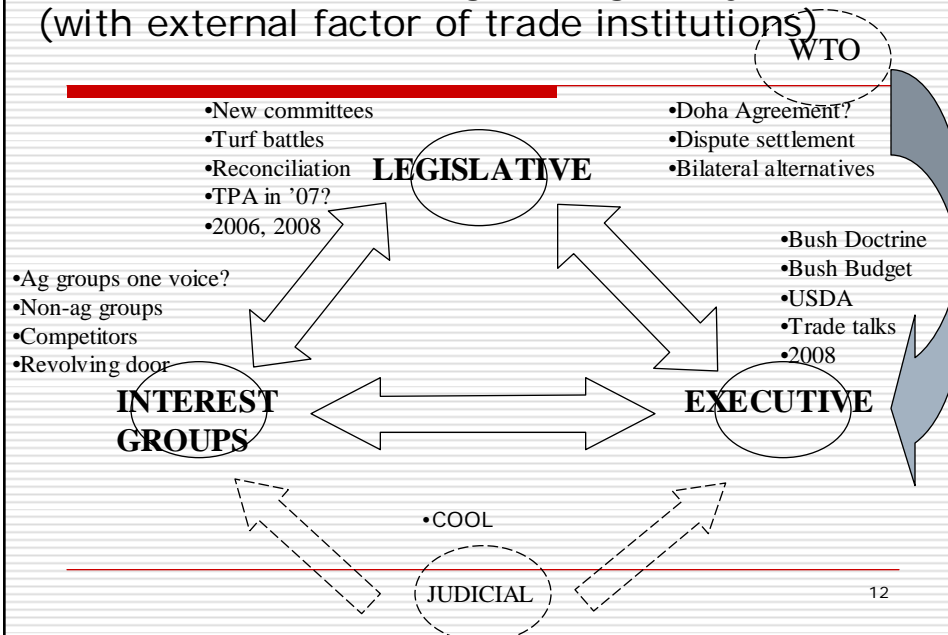 (with external factor of trade institutions)
WTO
•New committees
•Turf battles
•Reconciliation
•TPA in ’07?
•2006, 2008
LEGISLATIVE
•Doha Agreement?
•Dispute settlement
•Bilateral alternatives
•Bush Doctrine
•Bush Budget
•USDA
•Trade talks
•2008
•Ag groups one voice?
•Non-ag groups
•Competitors
•Revolving door
INTEREST
GROUPS
EXECUTIVE
•COOL
JUDICIAL
12